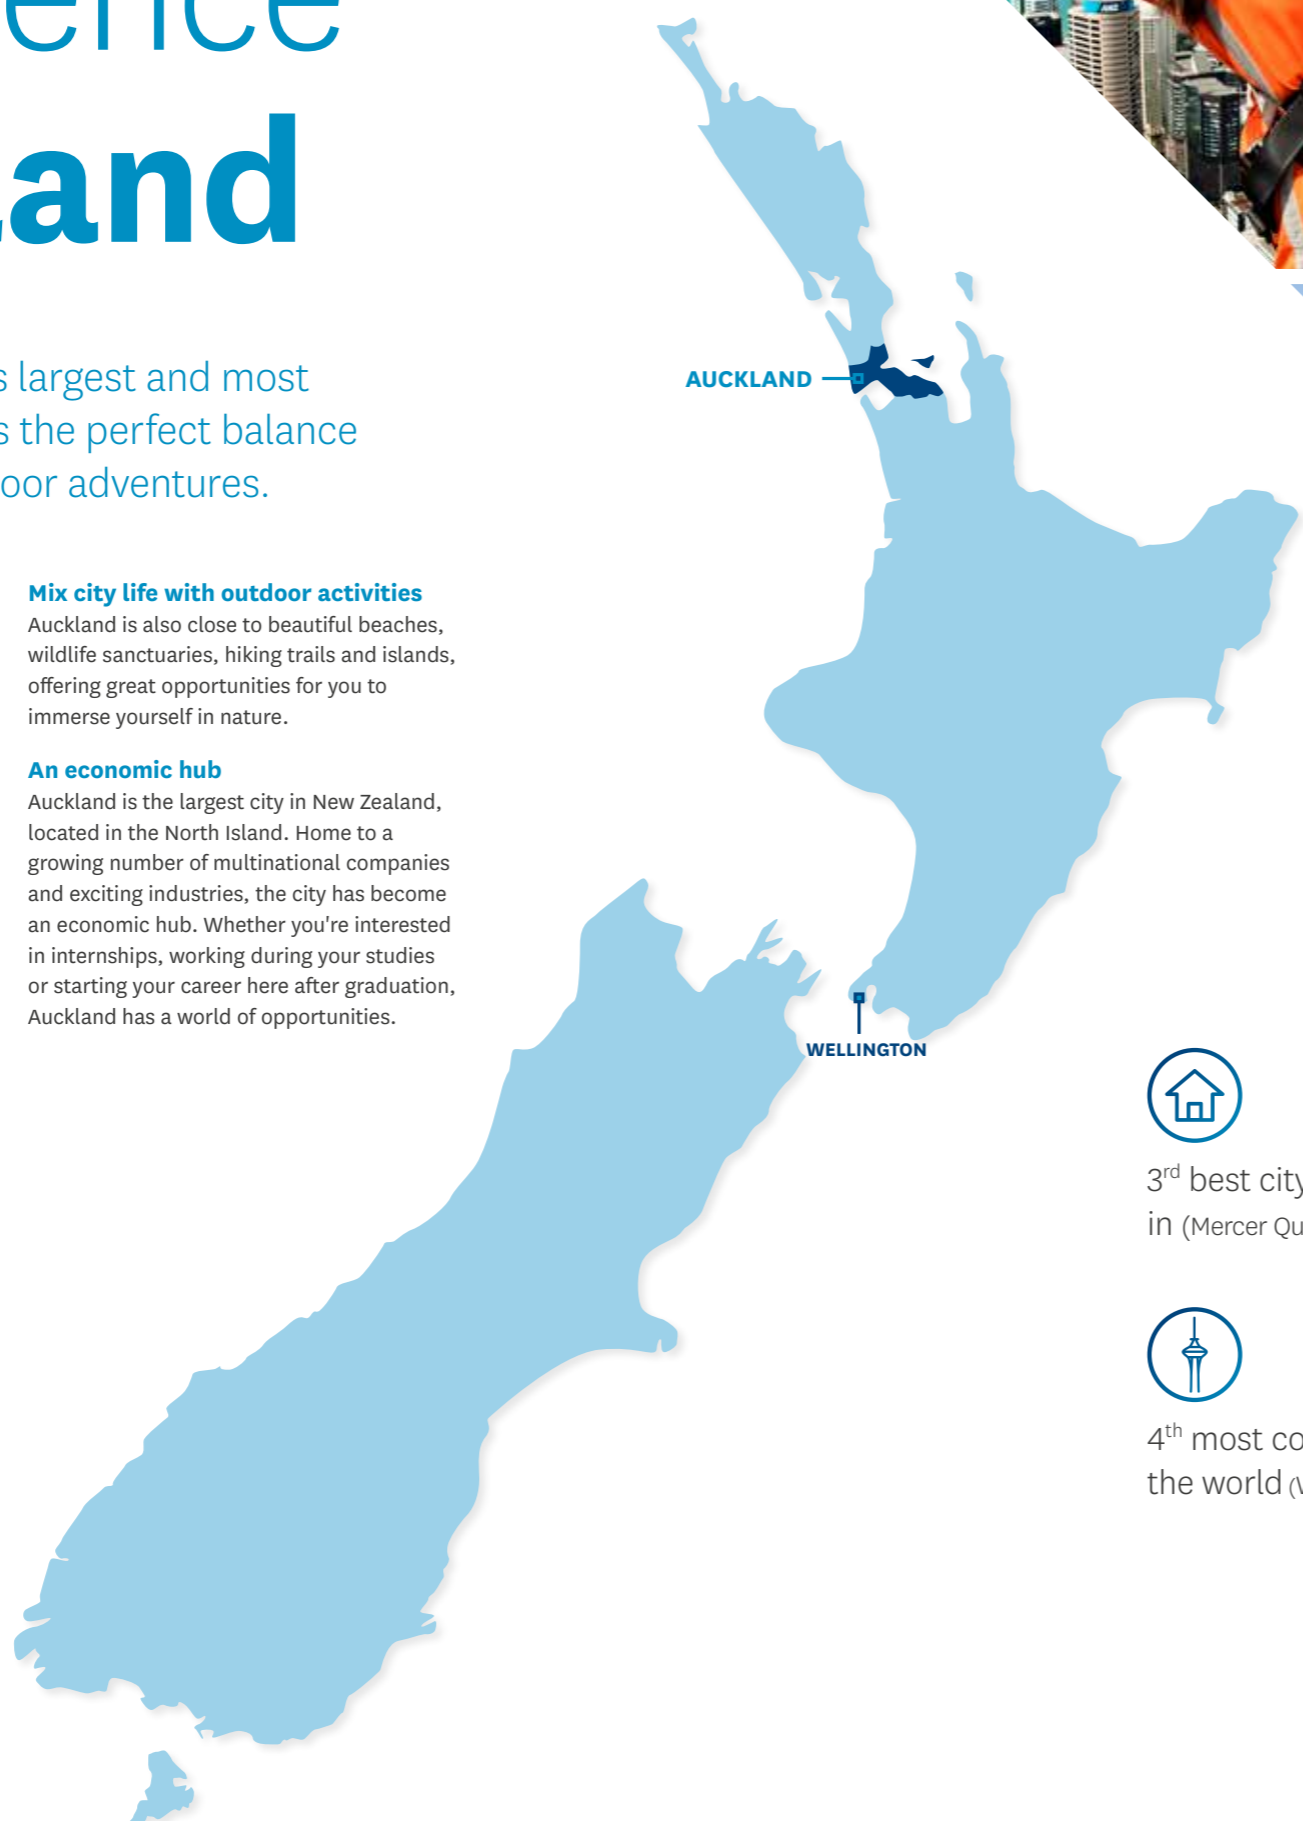 ence
land
s largest and most
s the perfect balance
oor adventures.
Mix city life with outdoor activities
Auckland is also close to beautiful beaches,
wildlife sanctuaries, hiking trails and islands,
offering great opportunities for you to
immerse yourself in nature.
An economic hub
Auckland is the largest city in New Zealand,
located in the North Island. Home to a
growing number of multinational companies
and exciting industries, the city has become
an economic hub. Whether you're interested
in internships, working during your studies
or starting your career here after graduation,
Auckland has a world of opportunities.
AUCKLAND
WELLINGTON
3rd best city
in (Mercer Qu
4th most co
the world (